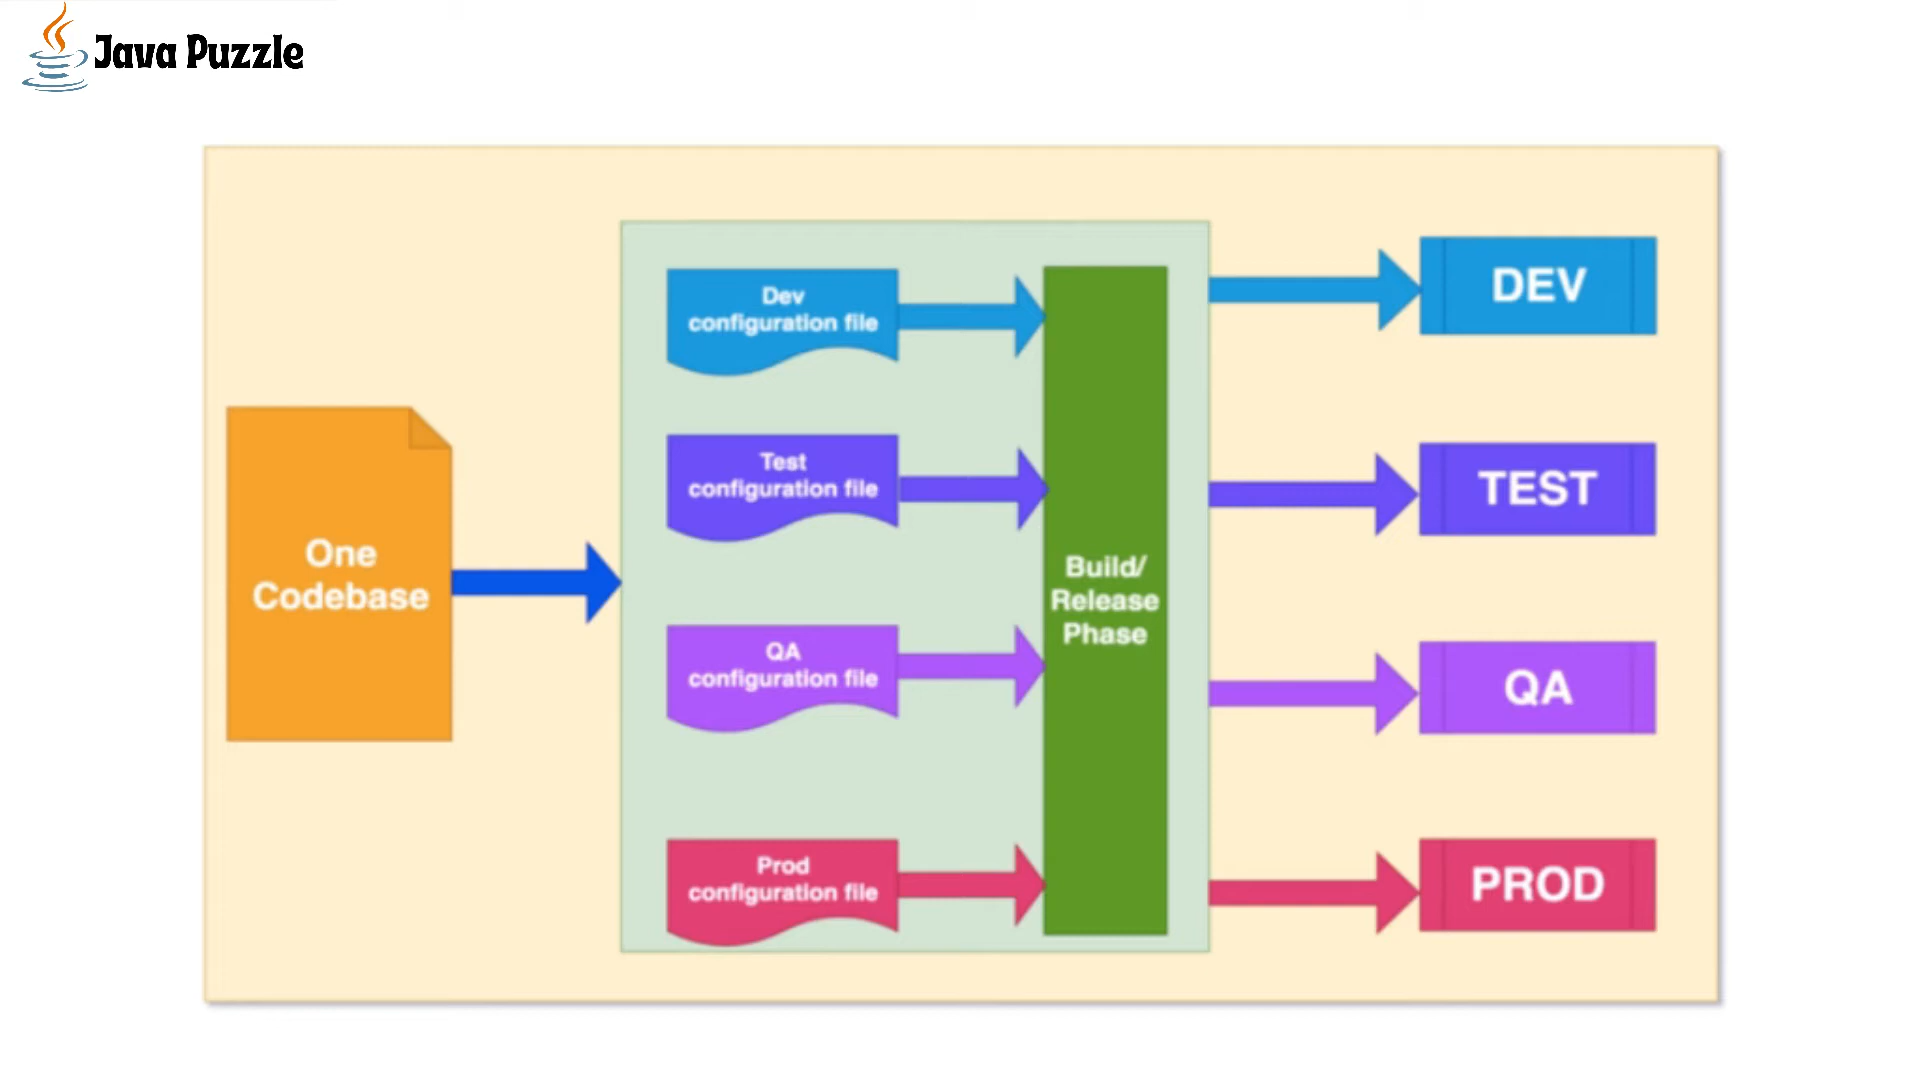 Java Puzzle
One
Codebase
Dev
configuration file
Test
configuration file
QA
configuration file
Prod
configuration file
Build/
Release
Phase
DEV
TEST
QA
PROD